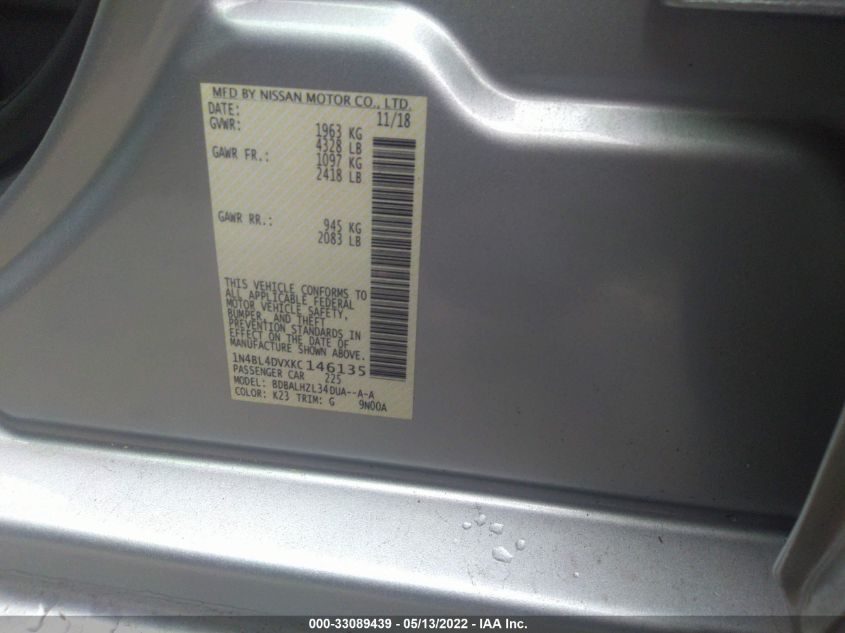 MFD BY NISSAN MOTOR CO., LTD.
DATE: 11/18
GVWR: 1963 KG
4328 LB
GAWR FR.: 1097 KG
2418 LB
GAWR RR.: 945 KG
2083 LB
THIS VEHICLE CONFORMS TO
ALL APPLICABLE FEDERAL
MOTOR VEHICLE SAFETY,
BUMPER, AND THEFT
PREVENTION STANDARDS IN
EFFECT ON THE DATE OF
MANUFACTURE SHOWN ABOVE.
1N4BL4DVXKC146135
PASSENGER CAR 225
MODEL: BDBALHZL34DUA--A-A
COLOR: K23 TRIM: G 9N00A
000-33089439 - 05/13/2022 - IAA Inc.